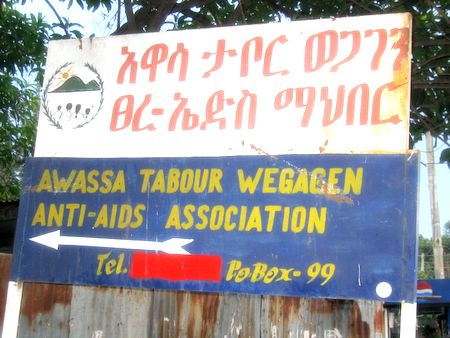 አዋሳ ታቦር ወጋገን
ፀረ-ኤድስ ማህበር
AWASSA TABOUR WEGAGEN
ANTI-AIDS ASSOCIATION
Tel. PoBox-99